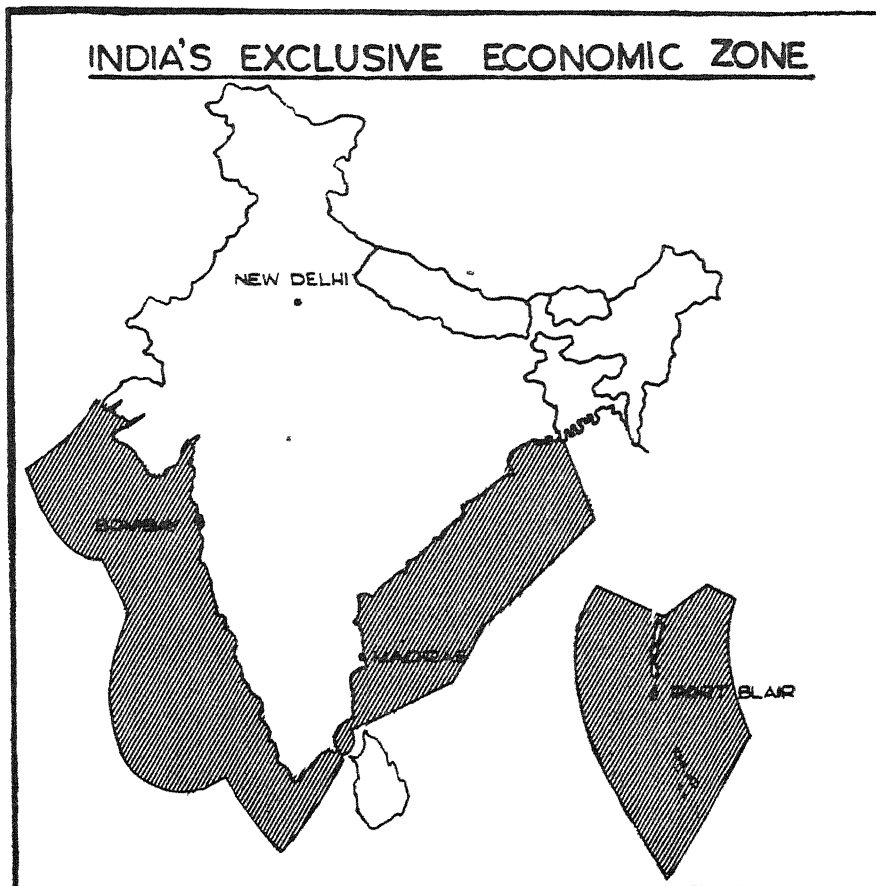 INDIA'S EXCLUSIVE ECONOMIC ZONE
NEW DELHI
BOMBAY
MADRAS
PORT BLAIR